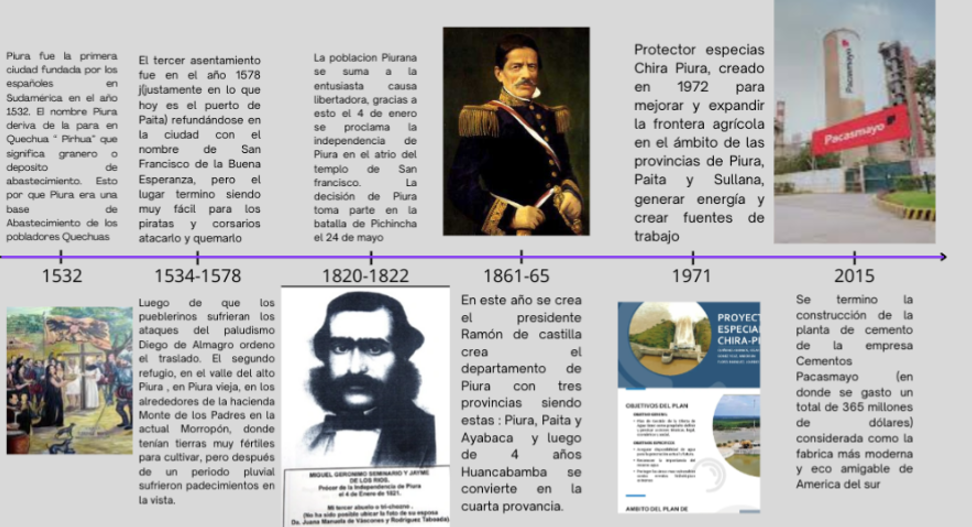 Piura fue la primera
ciudad fundada por los
españoles en
Sudamérica en el año
1532. El nombre Piura
deriva de la para en
Quechua " Pirhua" que
significa granero o
deposito de
abastecimiento. Esto
por que Piura era una
base de
Abastecimiento de los
pobladores Quechuas
El tercer asentamiento
fue en el año 1578
j(justamente en lo que
hoy es el puerto de
Paita) refundándose en
la ciudad con el
nombre de San
Francisco de la Buena
Esperanza, pero el
lugar termino siendo
muy fácil para los
piratas y corsarios
atacarlo y quemarlo
La poblacion Piurana
se suma a la
entusiasta causa
libertadora, gracias a
esto el 4 de enero
se proclama la
independencia de
Piura en el atrio del
templo de San
francisco. La
decisión de Piura
toma parte en la
batalla de Pichincha
el 24 de mayo
Protector especias
Chira Piura, creado
en 1972 para
mejorar y expandir
la frontera agrícola
en el ámbito de las
provincias de Piura,
Paita y Sullana,
generar energía y
crear fuentes de
trabajo
Pacasmayo
Pacasmayo
1532
1534-1578
1820-1822
1861-65
1971
2015
Luego de que los
pueblerinos sufrieran los
ataques del paludismo
Diego de Almagro ordeno
el traslado. El segundo
refugio, en el valle del alto
Piura , en Piura vieja, en los
alrededores de la hacienda
Monte de los Padres en la
actual Morropón, donde
tenían tierras muy fértiles
para cultivar, pero después
de un periodo pluvial
sufrieron padecimientos en
la vista.
MIGUEL GERONIMO SEMINARIO Y JAYME
DE LOS RIOS.
Prócer de la Independencia de Piura
el 4 de Enero de 1821.
Mi tercer abuelo o tri-chozno.
(No ha sido posible ubicar la foto de su esposa
Da. Juana Manuela de Váscones y Rodríguez Taboada)
En este año se crea
el presidente
Ramón de castilla
crea el
departamento de
Piura con tres
provincias siendo
estas : Piura, Paita y
Ayabaca y luego
de 4 años
Huancabamba se
convierte en la
cuarta provancia.
PROYECT
ESPECIA
CHIRA-PI
OBJETIVOS DEL PLAN
OBJETIVO GENERAL
OBJETIVOS ESPECIFICOS
AMBITO DEL PLAN DE
Se termino la
construcción de la
planta de cemento
de la empresa
Cementos
Pacasmayo (en
donde se gasto un
total de 365 millones
de dólares)
considerada como la
fabrica más moderna
y eco amigable de
America del sur